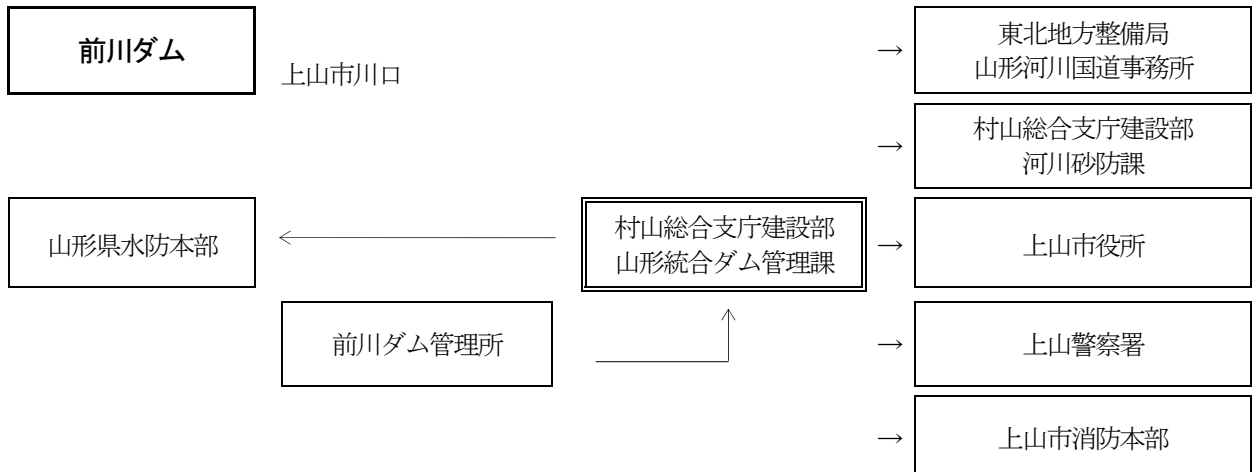 前川ダム
上山市川口
→
東北地方整備局
山形河川国道事務所
→
村山総合支庁建設部
河川砂防課
山形県水防本部
村山総合支庁建設部
山形統合ダム管理課
→
上山市役所
前川ダム管理所
→
上山警察署
→
上山市消防本部